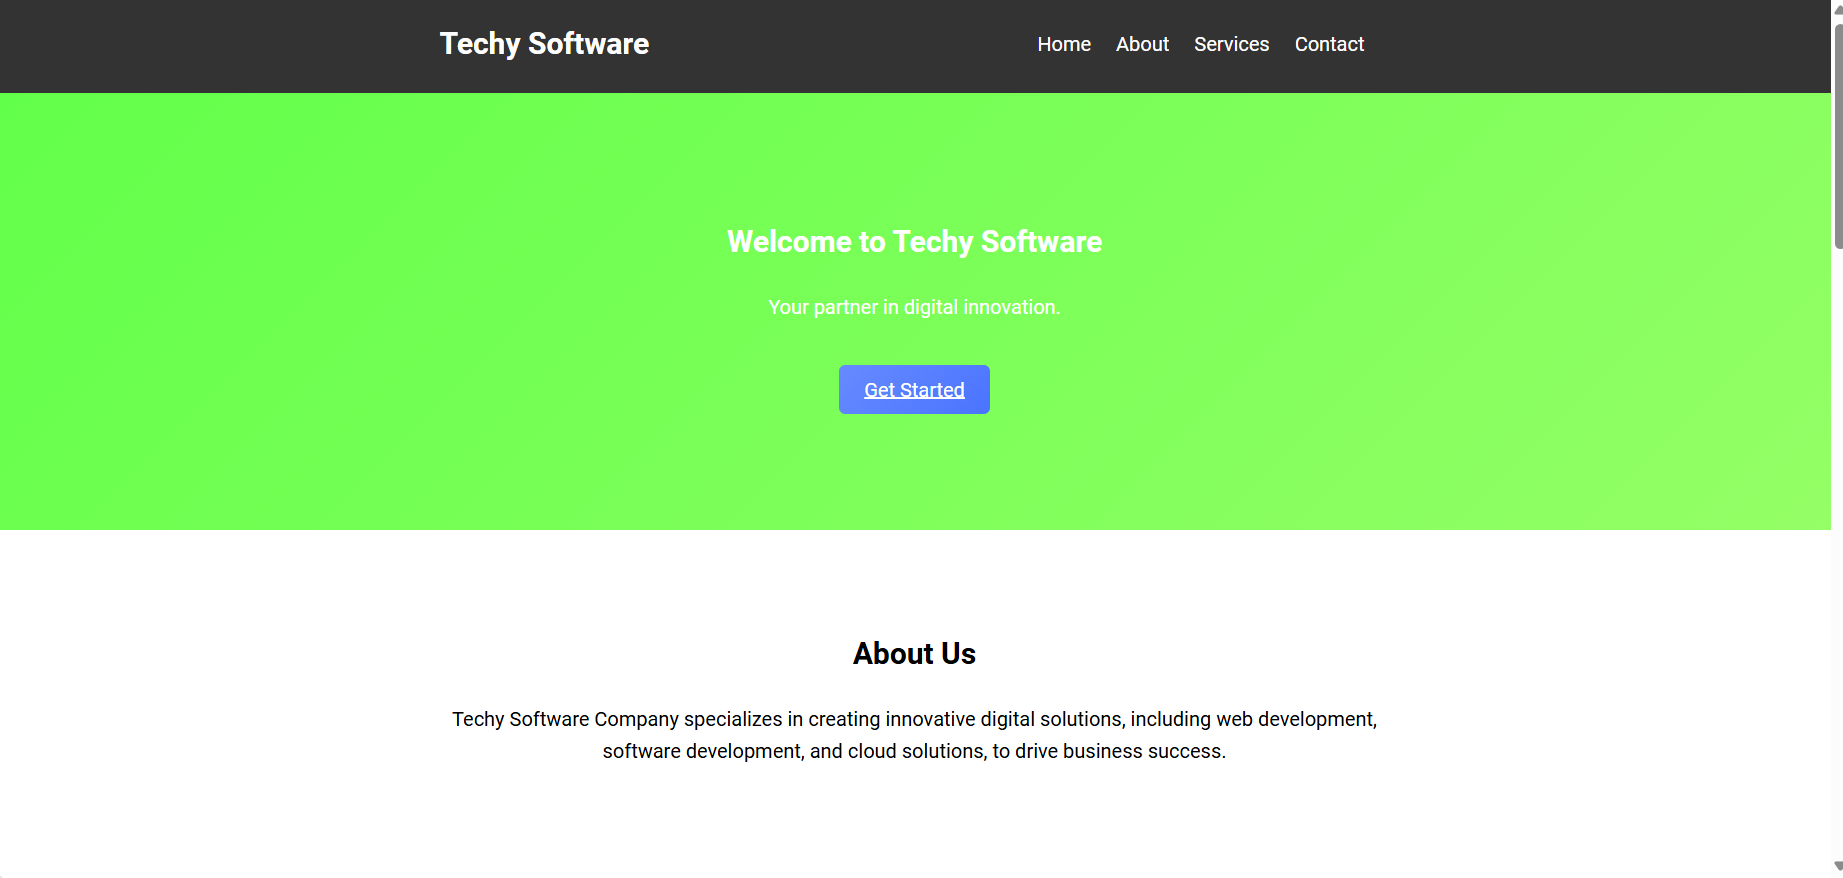 Techy Software
Home About Services Contact
Welcome to Techy Software
Your partner in digital innovation.
Get Started
About Us
Techy Software Company specializes in creating innovative digital solutions, including web development,
software development, and cloud solutions, to drive business success.